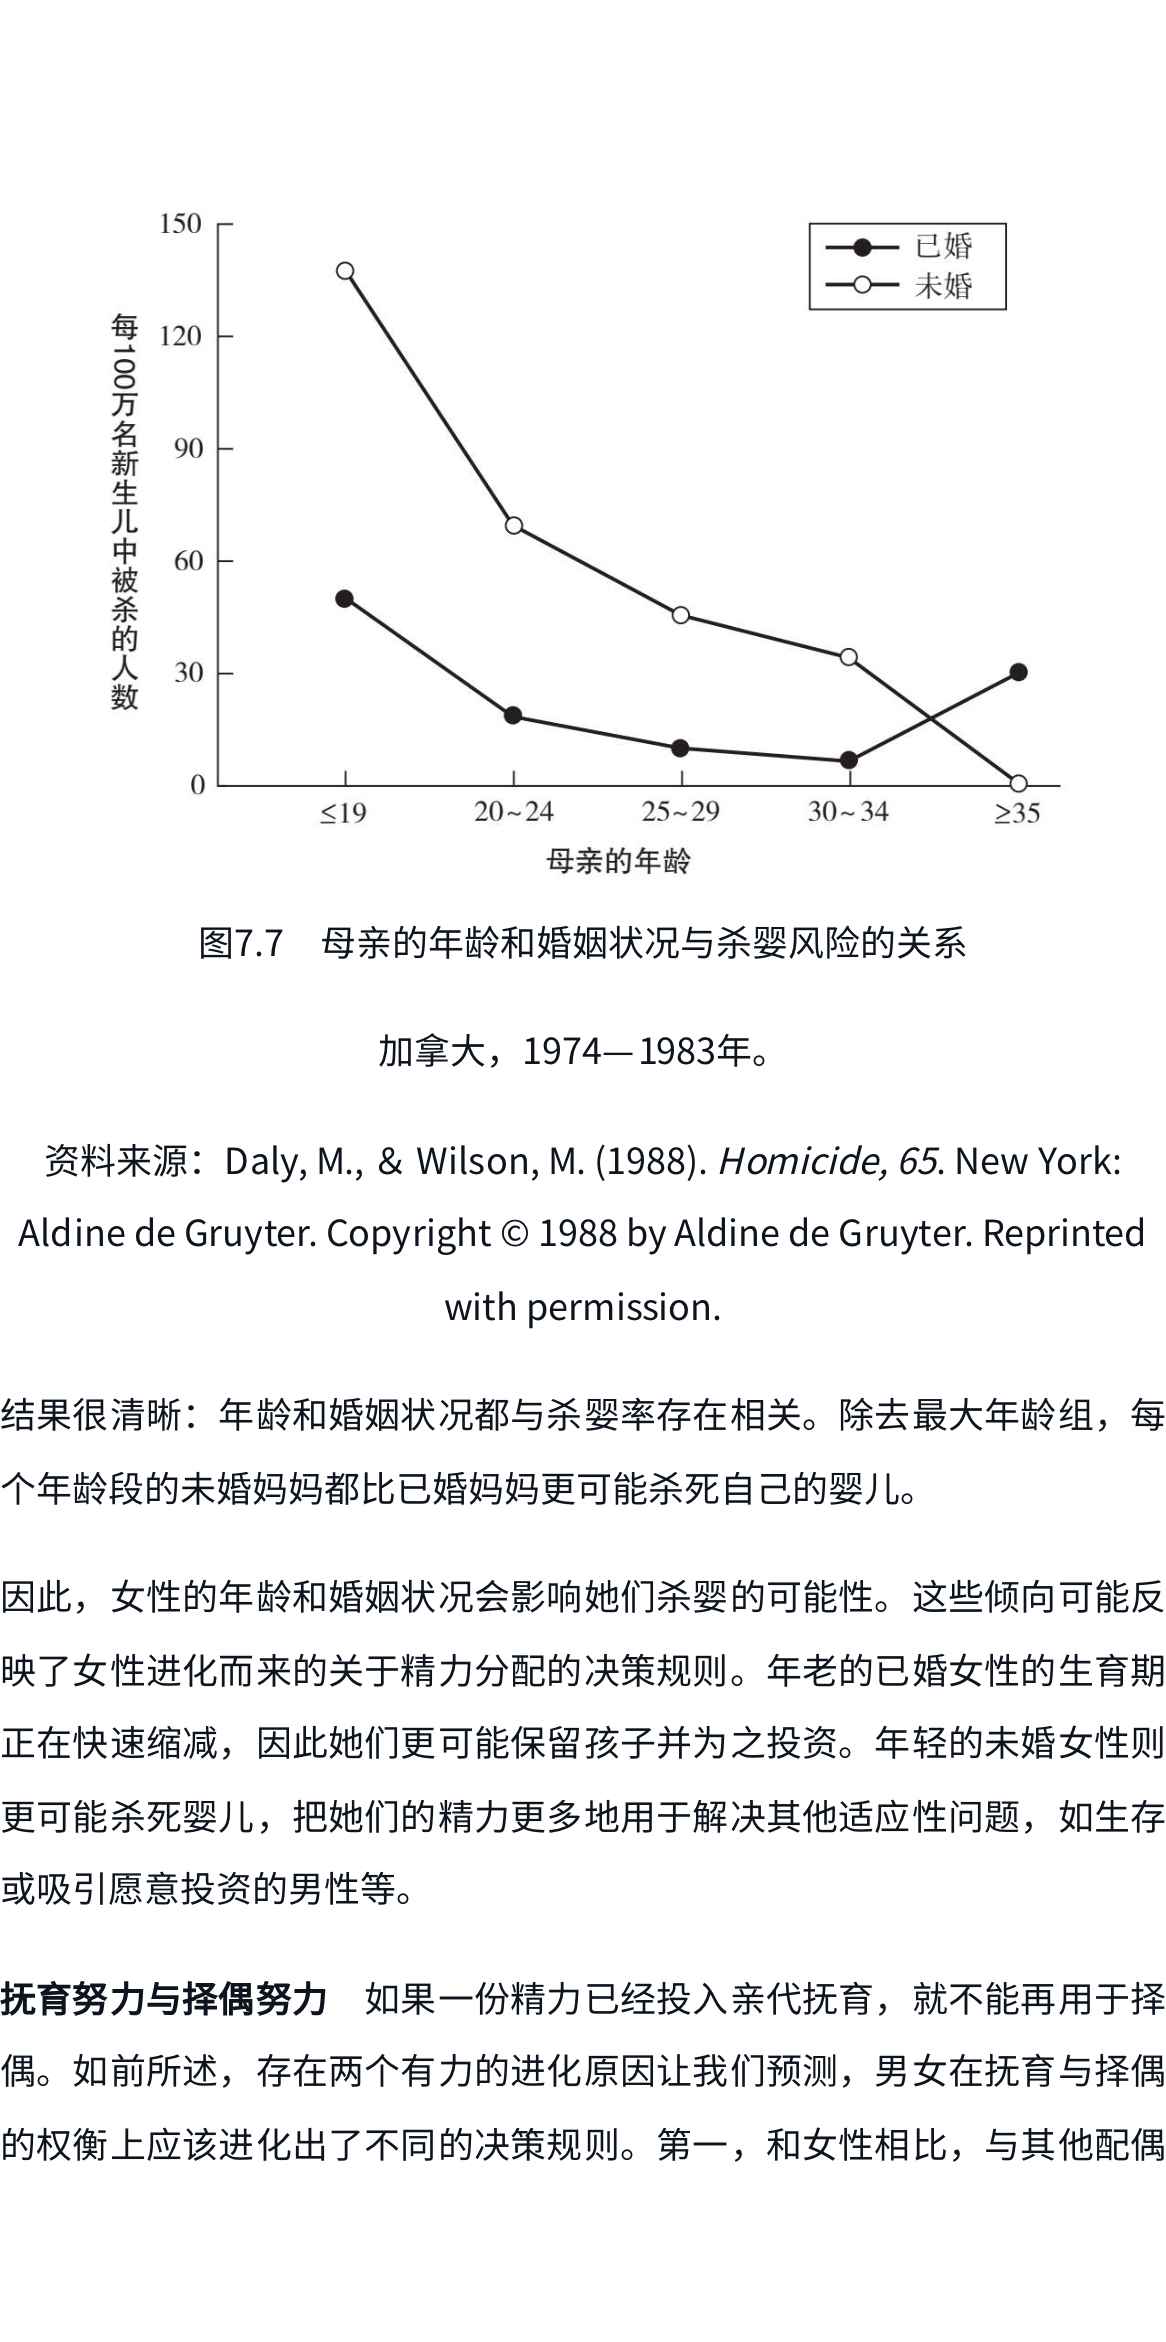 150
已婚
未婚
每100万名新生儿中被杀的人数
120
90
60
30
0
≤19 20~24 25~29 30~34 ≥35
母亲的年龄
图7.7 母亲的年龄和婚姻状况与杀婴风险的关系
加拿大，1974—1983年。
资料来源：Daly, M., & Wilson, M. (1988). Homicide, 65. New York:
Aldine de Gruyter. Copyright © 1988 by Aldine de Gruyter. Reprinted
with permission.
结果很清晰：年龄和婚姻状况都与杀婴率存在相关。除去最大年龄组，每
个年龄段的未婚妈妈都比已婚妈妈更可能杀死自己的婴儿。
因此，女性的年龄和婚姻状况会影响她们杀婴的可能性。这些倾向可能反
映了女性进化而来的关于精力分配的决策规则。年老的已婚女性的生育期
正在快速缩减，因此她们更可能保留孩子并为之投资。年轻的未婚女性则
更可能杀死婴儿，把她们的精力更多地用于解决其他适应性问题，如生存
或吸引愿意投资的男性等。
抚育努力与择偶努力 如果一份精力已经投入亲代抚育，就不能再用于择
偶。如前所述，存在两个有力的进化原因让我们预测，男女在抚育与择偶
的权衡上应该进化出了不同的决策规则。第一，和女性相比，与其他配偶